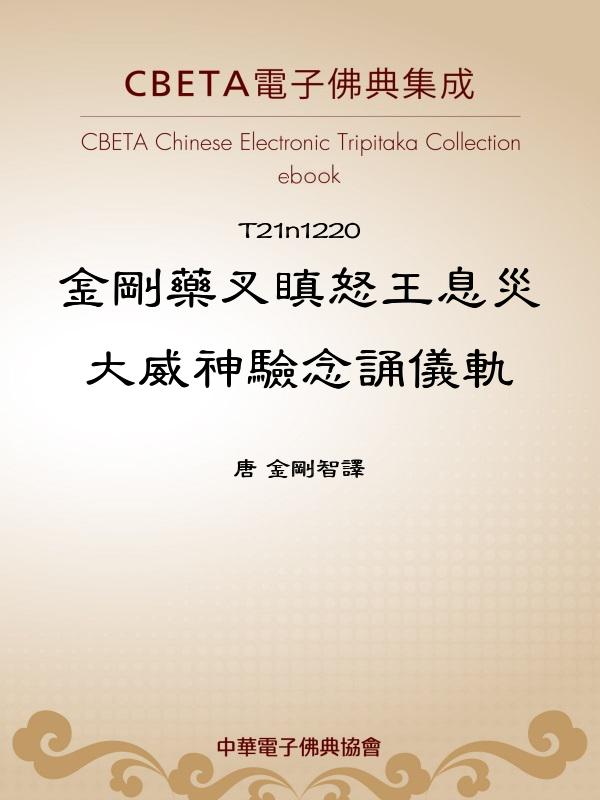 CBETA電子佛典集成
CBETA Chinese Electronic Tripitaka Collection
ebook
T21n1220
金剛藥叉瞋怒王息災
大威神驗念誦儀軌
唐 金剛智譯
中華電子佛典協會